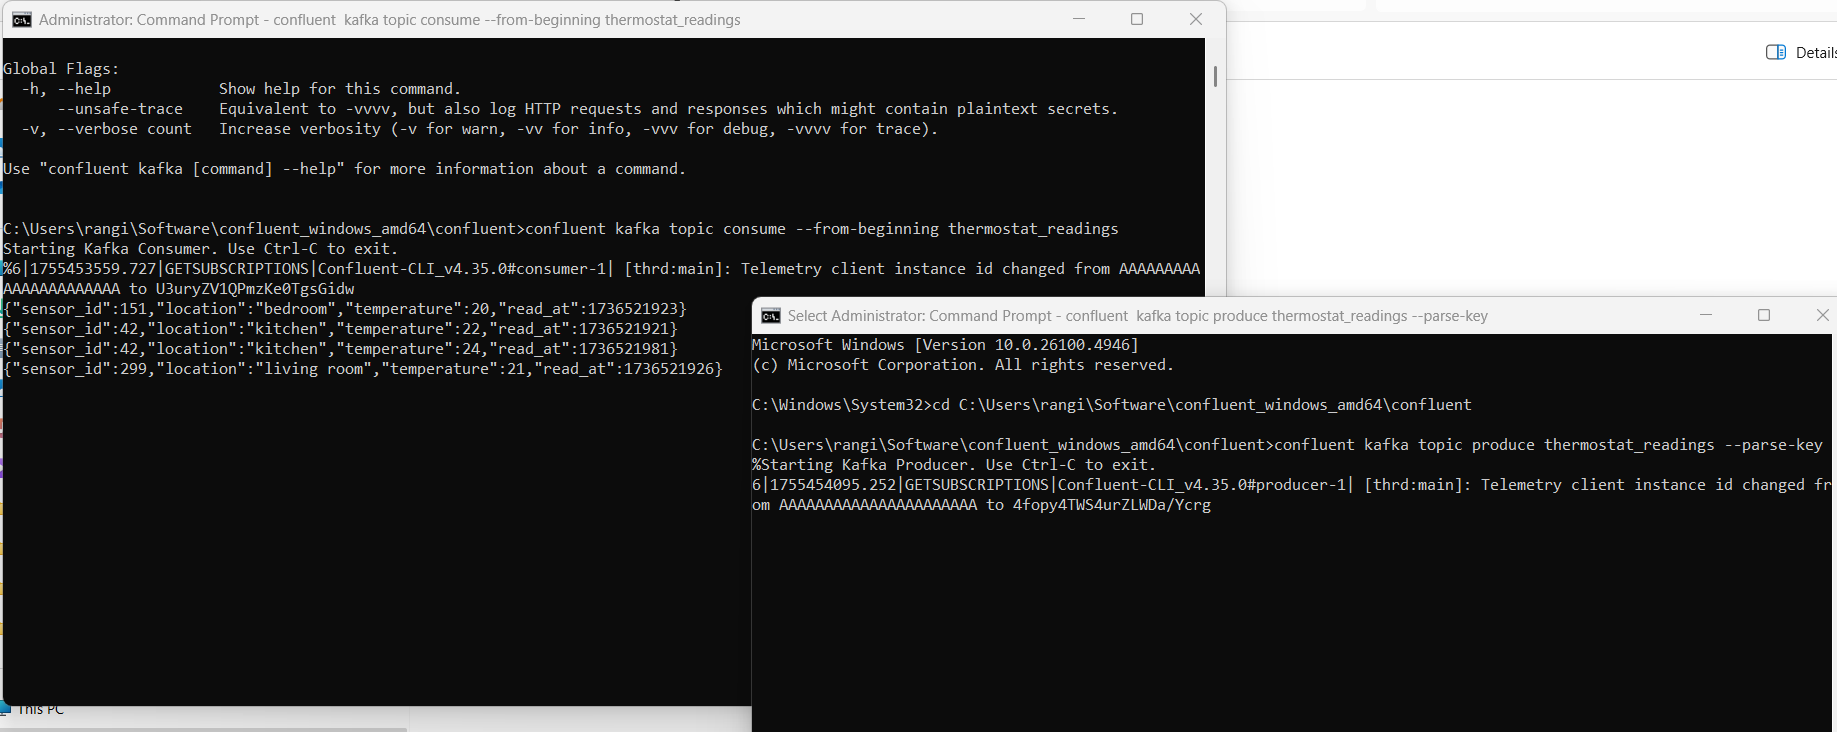 Administrator: Command Prompt - confluent  kafka topic consume --from-beginning thermostat_readings
Details
Global Flags:
  -h, --help            Show help for this command.
      --unsafe-trace    Equivalent to -vvvv, but also log HTTP requests and responses which might contain plaintext secrets.
  -v, --verbose count   Increase verbosity (-v for warn, -vv for info, -vvv for debug, -vvvv for trace).
Use "confluent kafka [command] --help" for more information about a command.
C:\Users\rangi\Software\confluent_windows_amd64\confluent>confluent kafka topic consume --from-beginning thermostat_readings
Starting Kafka Consumer. Use Ctrl-C to exit.
%6|1755453559.727|GETSUBSCRIPTIONS|Confluent-CLI_v4.35.0#consumer-1| [thrd:main]: Telemetry client instance id changed from AAAAAAAAA
AAAAAAAAAAAAA to U3uryZV1QPmzKe0TgsGidw
{"sensor_id":151,"location":"bedroom","temperature":20,"read_at":1736521923}
{"sensor_id":42,"location":"kitchen","temperature":22,"read_at":1736521921}
{"sensor_id":42,"location":"kitchen","temperature":24,"read_at":1736521981}
{"sensor_id":299,"location":"living room","temperature":21,"read_at":1736521926}
This PC
Select Administrator: Command Prompt - confluent  kafka topic produce thermostat_readings --parse-key
Microsoft Windows [Version 10.0.26100.4946]
(c) Microsoft Corporation. All rights reserved.
C:\Windows\System32>cd C:\Users\rangi\Software\confluent_windows_amd64\confluent
C:\Users\rangi\Software\confluent_windows_amd64\confluent>confluent kafka topic produce thermostat_readings --parse-key
%Starting Kafka Producer. Use Ctrl-C to exit.
6|1755454095.252|GETSUBSCRIPTIONS|Confluent-CLI_v4.35.0#producer-1| [thrd:main]: Telemetry client instance id changed fr
om AAAAAAAAAAAAAAAAAAAAAA to 4fopy4TWS4urZLWDa/Ycrg